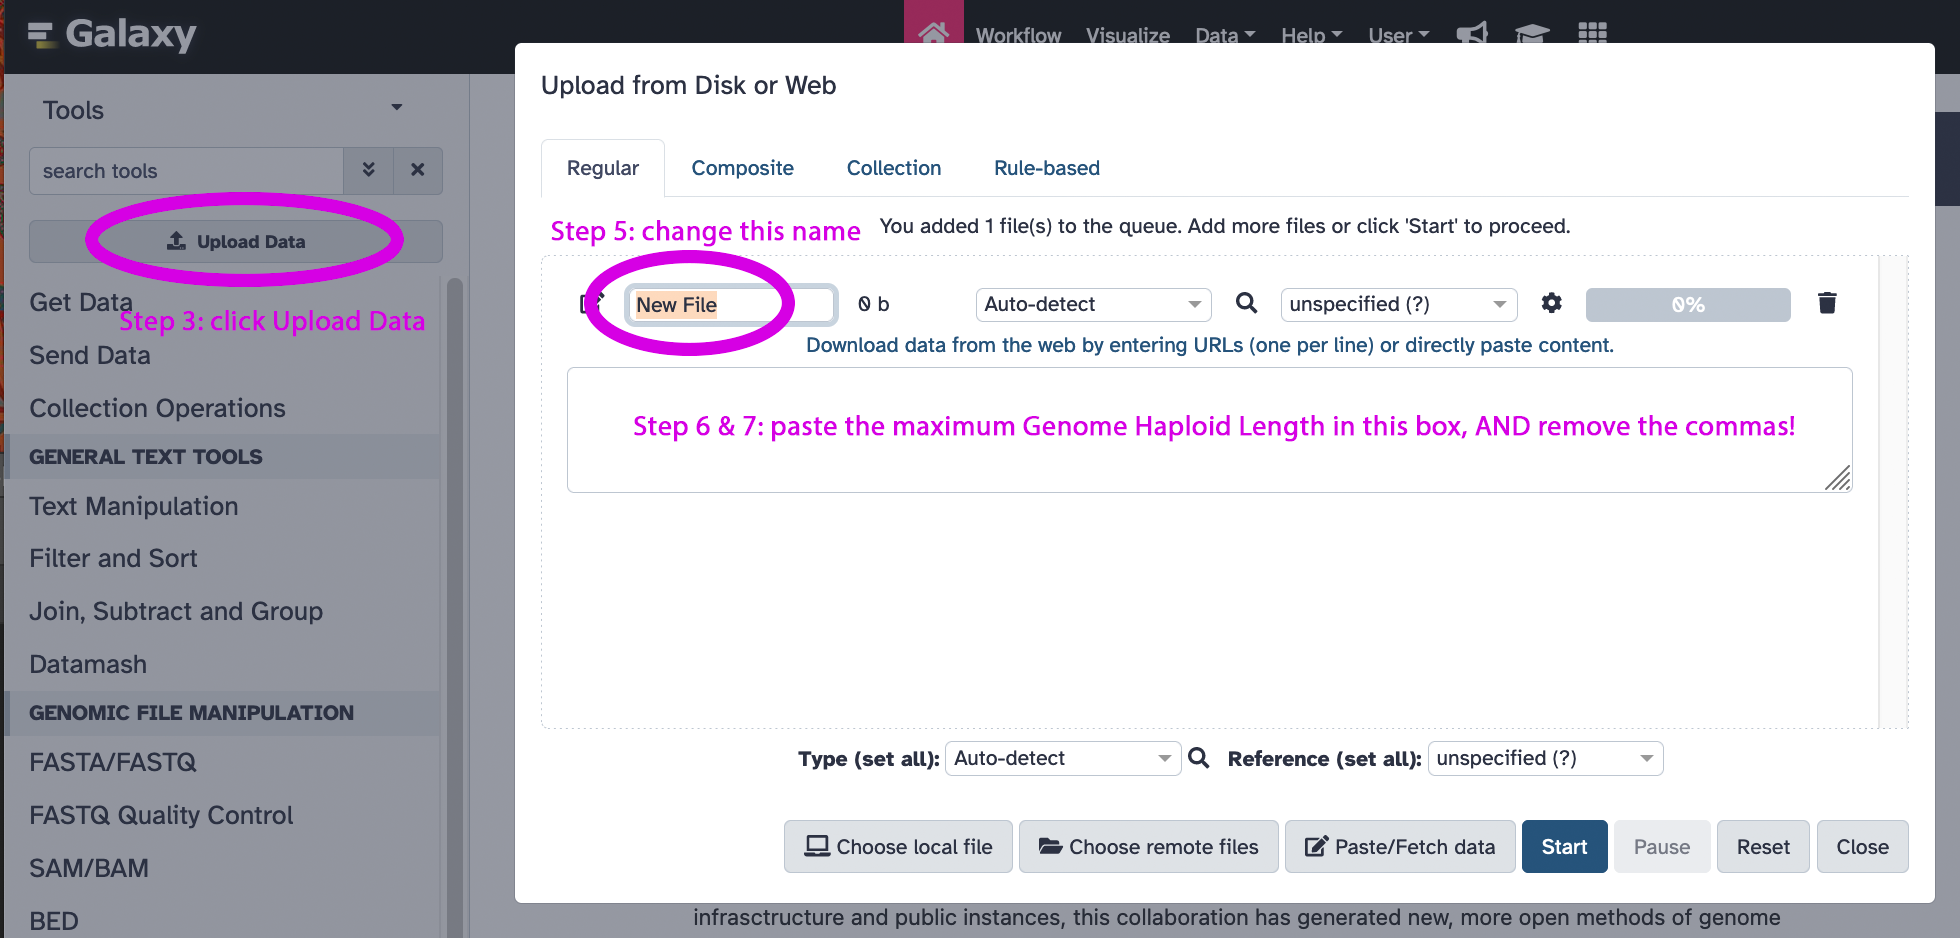 Galaxy
Workflow Visualize Data Help User
Tools
search tools
Upload Data
Get Data
Step 3: click Upload Data
Send Data
Collection Operations
GENERAL TEXT TOOLS
Text Manipulation
Filter and Sort
Join, Subtract and Group
Datamash
GENOMIC FILE MANIPULATION
FASTA/FASTQ
FASTQ Quality Control
SAM/BAM
BED
Upload from Disk or Web
Regular Composite Collection Rule-based
Step 5: change this name You added 1 file(s) to the queue. Add more files or click 'Start' to proceed.
New File 0 b Auto-detect unspecified (?) 0%
Download data from the web by entering URLs (one per line) or directly paste content.
Step 6 & 7: paste the maximum Genome Haploid Length in this box, AND remove the commas!
Type (set all): Auto-detect Reference (set all): unspecified (?)
Choose local file Choose remote files Paste/Fetch data Start Pause Reset Close
infrasctructure and public instances, this collaboration has generated new, more open methods of genome